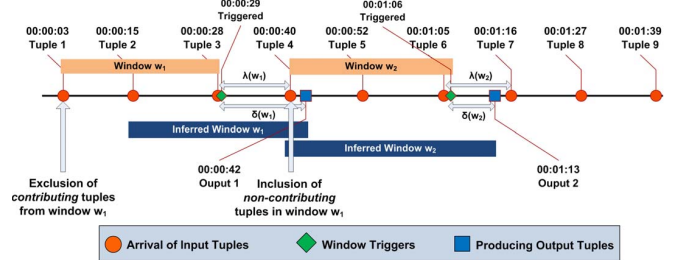 00:00:29
Triggered
00:01:06
Triggered
00:00:03
Tuple 1
00:00:15
Tuple 2
00:00:28
Tuple 3
00:00:40
Tuple 4
00:00:52
Tuple 5
00:01:05
Tuple 6
00:01:16
Tuple 7
00:01:27
Tuple 8
00:01:39
Tuple 9
Window w1
λ(w1)
Window w2
λ(w2)
δ(w1)
δ(w2)
Inferred Window w1
Inferred Window w2
00:00:42
Ouput 1
00:01:13
Ouput 2
Exclusion of
contributing tuples
from window w1
Inclusion of
non-contributing
tuples in window w1
Arrival of Input Tuples
Window Triggers
Producing Output Tuples